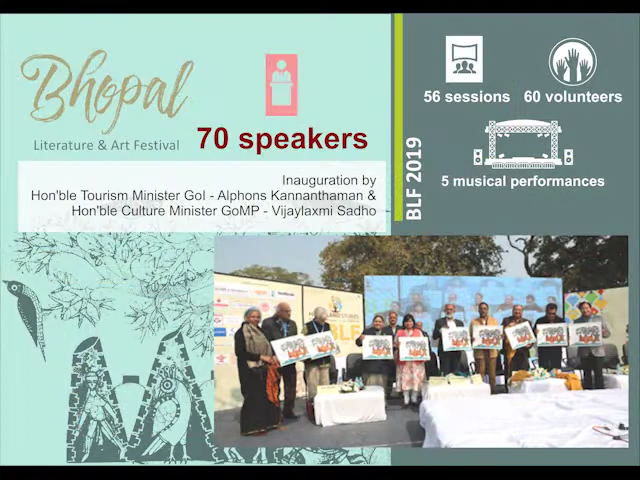 Bhopal
Literature & Art Festival
70 speakers
Inauguration by
Hon'ble Tourism Minister GoI - Alphons Kannanthaman &
Hon'ble Culture Minister GoMP - Vijaylaxmi Sadho
BLF 2019
56 sessions
60 volunteers
5 musical performances
BLF